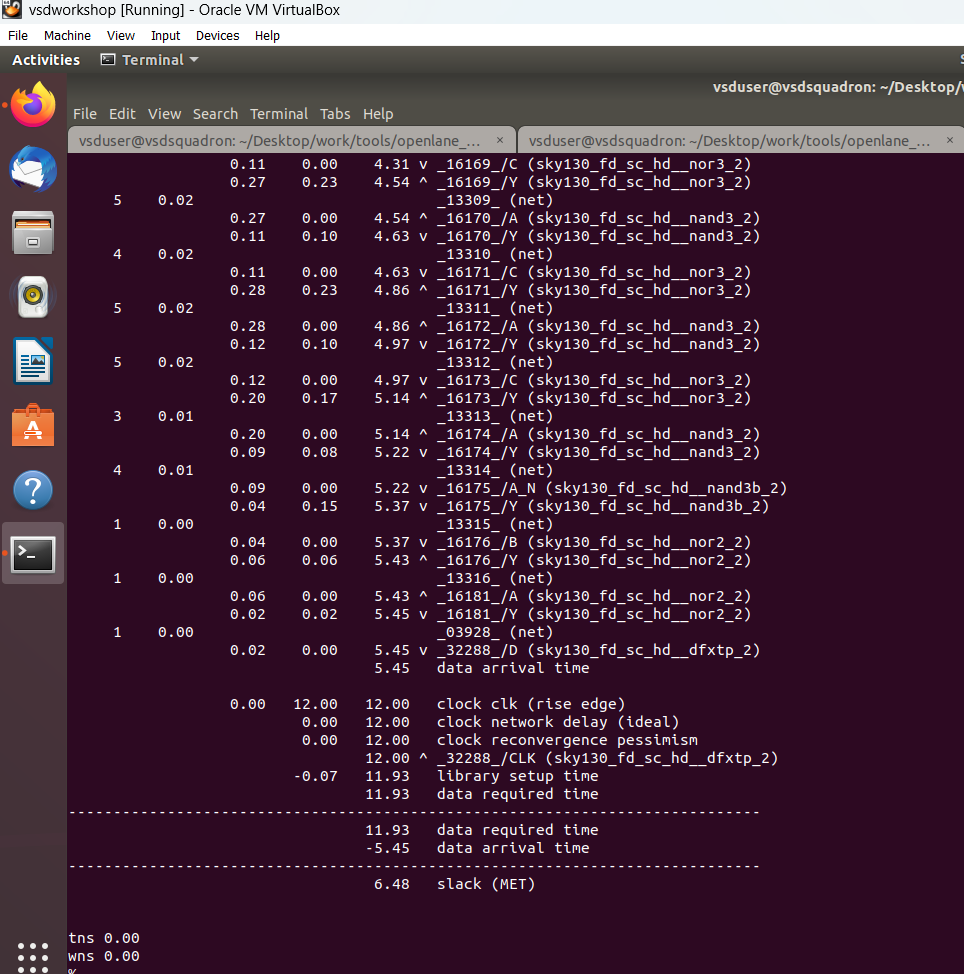 vsdworkshop [Running] - Oracle VM VirtualBox
File Machine View Input Devices Help
Activities Terminal
vsduser@vsdsquadron: ~/Desktop/
File Edit View Search Terminal Tabs Help
vsduser@vsdsquadron: ~/Desktop/work/tools/openlane_... × vsduser@vsdsquadron: ~/Desktop/work/tools/openlane_... ×
0.11 0.00 4.31 v _16169_/C (sky130_fd_sc_hd__nor3_2)
0.27 0.23 4.54 ^ _16169_/Y (sky130_fd_sc_hd__nor3_2)
5 0.02 _13309_ (net)
0.27 0.00 4.54 ^ _16170_/A (sky130_fd_sc_hd__nand3_2)
0.11 0.10 4.63 v _16170_/Y (sky130_fd_sc_hd__nand3_2)
4 0.02 _13310_ (net)
0.11 0.00 4.63 v _16171_/C (sky130_fd_sc_hd__nor3_2)
0.28 0.23 4.86 ^ _16171_/Y (sky130_fd_sc_hd__nor3_2)
5 0.02 _13311_ (net)
0.28 0.00 4.86 ^ _16172_/A (sky130_fd_sc_hd__nand3_2)
0.12 0.10 4.97 v _16172_/Y (sky130_fd_sc_hd__nand3_2)
5 0.02 _13312_ (net)
0.12 0.00 4.97 v _16173_/C (sky130_fd_sc_hd__nor3_2)
0.20 0.17 5.14 ^ _16173_/Y (sky130_fd_sc_hd__nor3_2)
3 0.01 _13313_ (net)
0.20 0.00 5.14 ^ _16174_/A (sky130_fd_sc_hd__nand3_2)
0.09 0.08 5.22 v _16174_/Y (sky130_fd_sc_hd__nand3_2)
4 0.01 _13314_ (net)
0.09 0.00 5.22 v _16175_/A_N (sky130_fd_sc_hd__nand3b_2)
0.04 0.15 5.37 v _16175_/Y (sky130_fd_sc_hd__nand3b_2)
1 0.00 _13315_ (net)
0.04 0.00 5.37 v _16176_/B (sky130_fd_sc_hd__nor2_2)
0.06 0.06 5.43 ^ _16176_/Y (sky130_fd_sc_hd__nor2_2)
1 0.00 _13316_ (net)
0.06 0.00 5.43 ^ _16181_/A (sky130_fd_sc_hd__nor2_2)
0.02 0.02 5.45 v _16181_/Y (sky130_fd_sc_hd__nor2_2)
1 0.00 _03928_ (net)
0.02 0.00 5.45 v _32288_/D (sky130_fd_sc_hd__dfxtp_2)
5.45 data arrival time
0.00 12.00 12.00 clock clk (rise edge)
0.00 12.00 clock network delay (ideal)
0.00 12.00 clock reconvergence pessimism
12.00 ^ _32288_/CLK (sky130_fd_sc_hd__dfxtp_2)
-0.07 11.93 library setup time
11.93 data required time
-----------------------------------------------------------------------------
11.93 data required time
-5.45 data arrival time
-----------------------------------------------------------------------------
6.48 slack (MET)
tns 0.00
wns 0.00
%